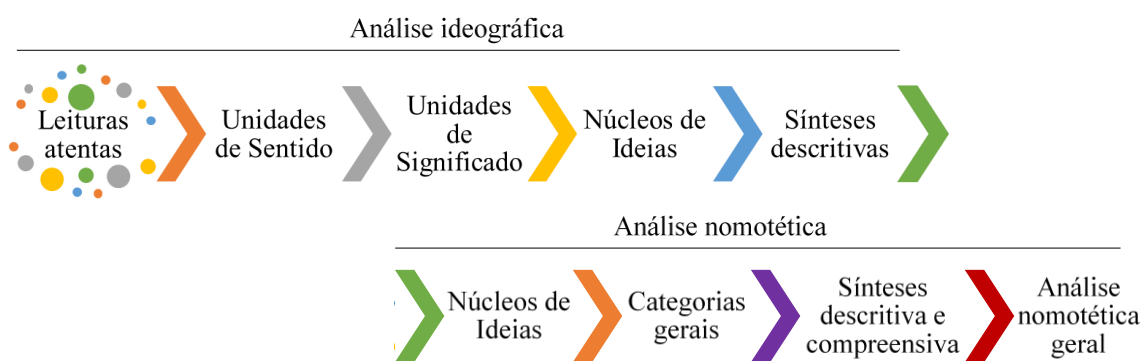 Análise ideográfica
Leituras
atentas
Unidades
de Sentido
Unidades
de
Significado
Núcleos de
Ideias
Sínteses
descritivas
Análise nomotética
Núcleos de
Ideias
Categorias
gerais
Sínteses
descritiva e
compreensiva
Análise
nomotética
geral